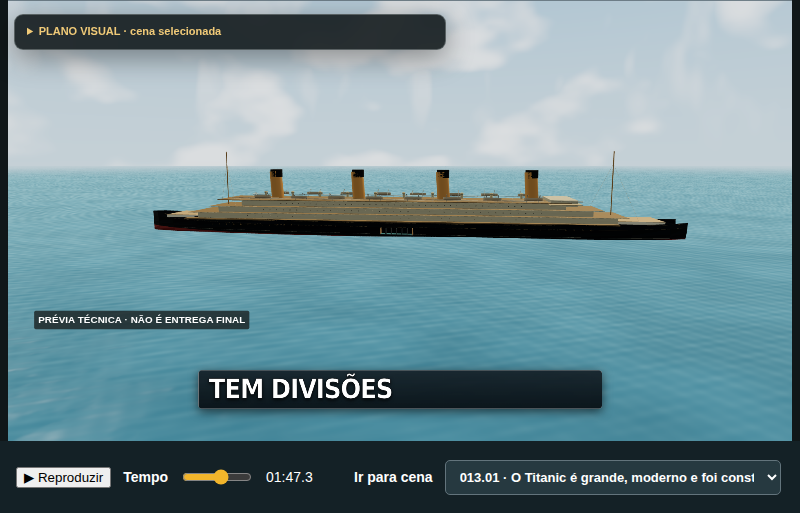 ▶ PLANO VISUAL · cena selecionada
PRÉVIA TÉCNICA · NÃO É ENTREGA FINAL
TEM DIVISÕES
▶ Reproduzir Tempo 01:47.3 Ir para cena 013.01 · O Titanic é grande, moderno e foi const